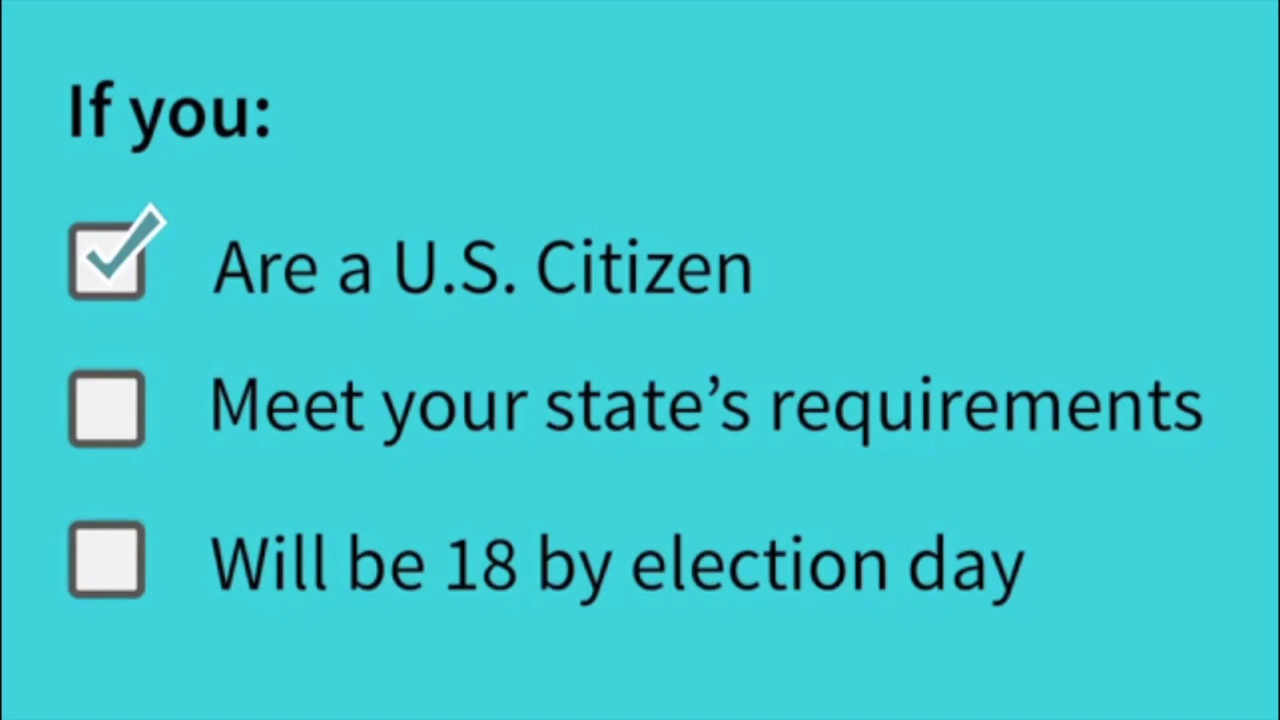 If you:
Are a U.S. Citizen
Meet your state’s requirements
Will be 18 by election day